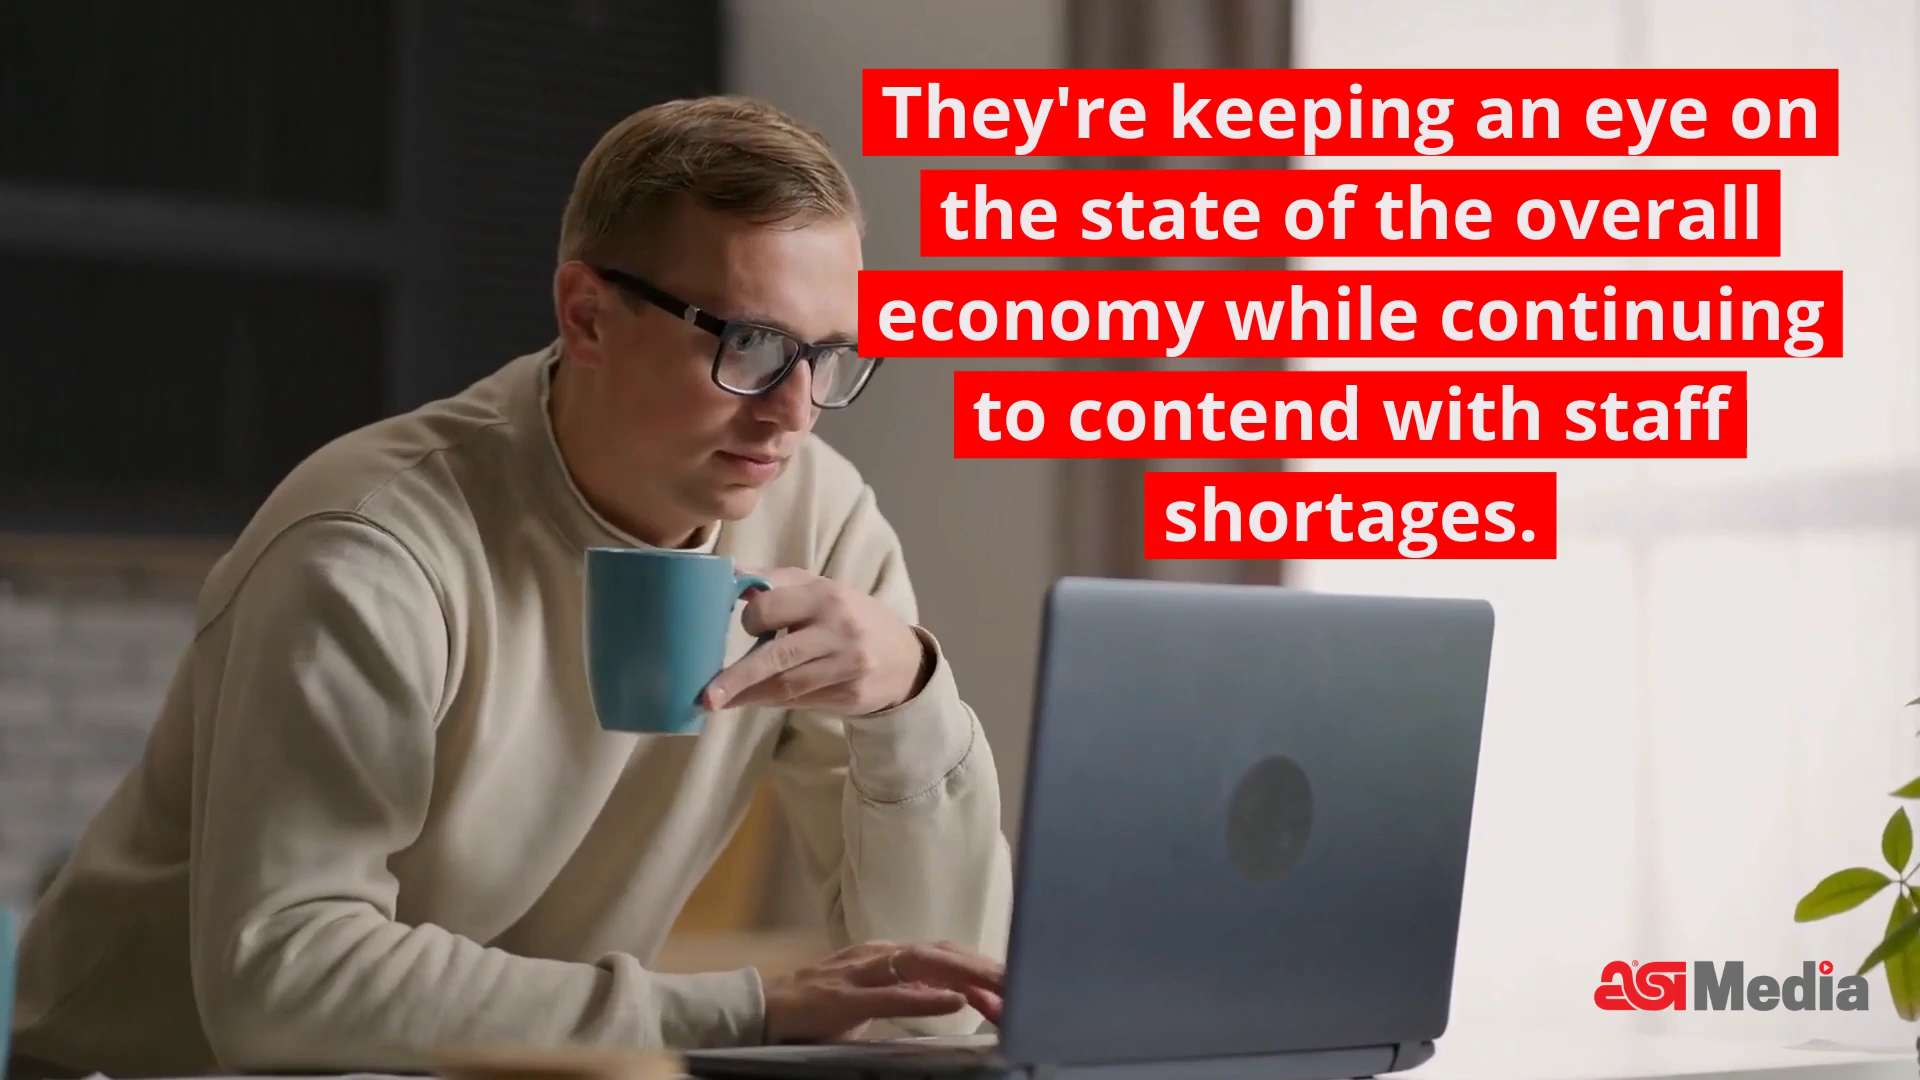 They're keeping an eye on
the state of the overall
economy while continuing
to contend with staff
shortages.
asi Media